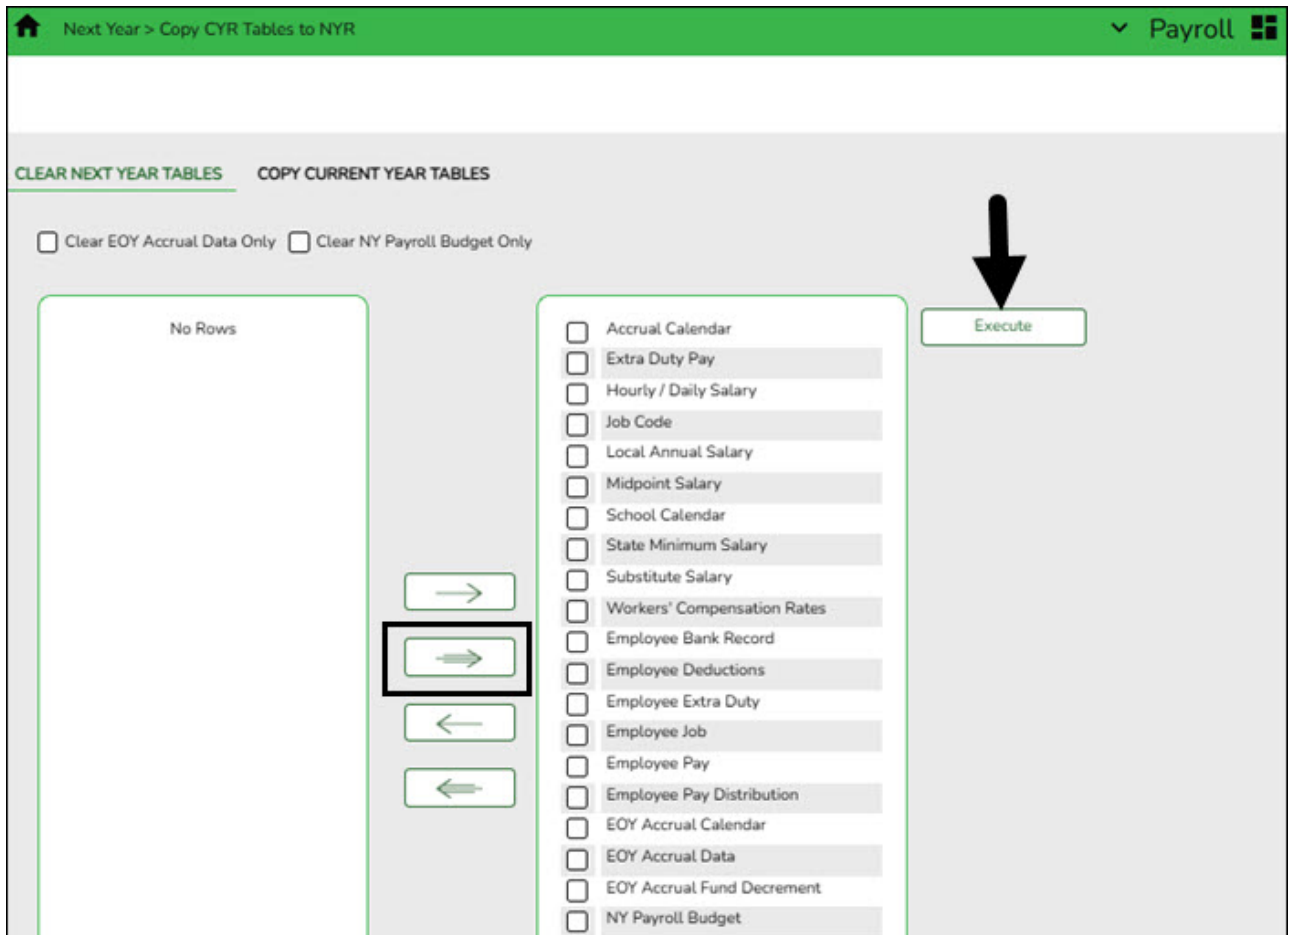 Next Year > Copy CYR Tables to NYR
Payroll
CLEAR NEXT YEAR TABLES COPY CURRENT YEAR TABLES
Clear EOY Accrual Data Only Clear NY Payroll Budget Only
No Rows
Accrual Calendar
Extra Duty Pay
Hourly / Daily Salary
Job Code
Local Annual Salary
Midpoint Salary
School Calendar
State Minimum Salary
Substitute Salary
Workers' Compensation Rates
Employee Bank Record
Employee Deductions
Employee Extra Duty
Employee Job
Employee Pay
Employee Pay Distribution
EOY Accrual Calendar
EOY Accrual Data
EOY Accrual Fund Decrement
NY Payroll Budget
Execute